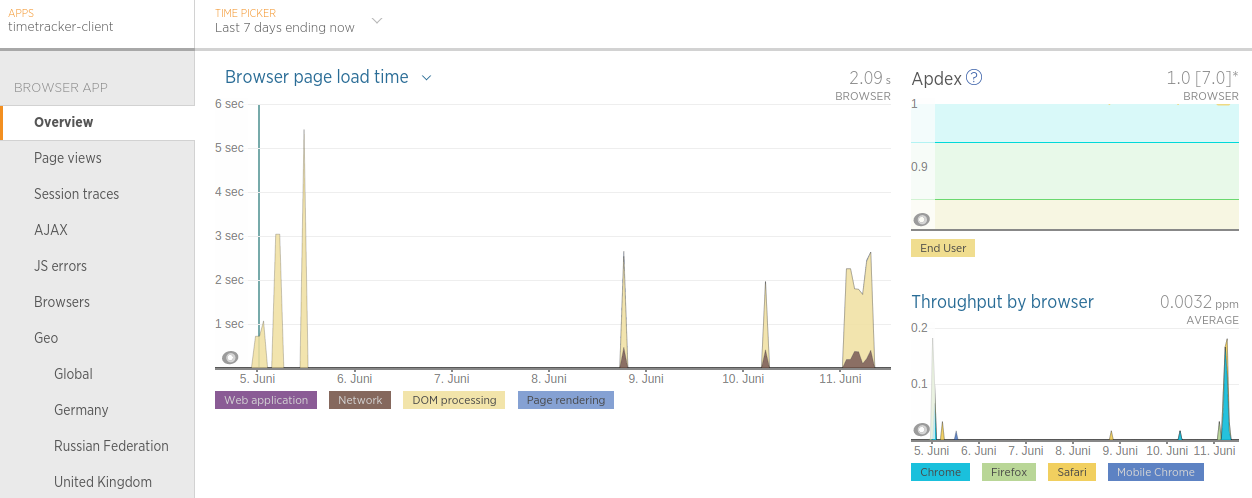 APPS
timetracker-client
TIME PICKER
Last 7 days ending now
BROWSER APP
Overview
Page views
Session traces
AJAX
JS errors
Browsers
Geo
Global
Germany
Russian Federation
United Kingdom
Browser page load time
2.09 s
BROWSER
6 sec
5 sec
4 sec
3 sec
2 sec
1 sec
5. Juni 6. Juni 7. Juni 8. Juni 9. Juni 10. Juni 11. Juni
Web application Network DOM processing Page rendering
Apdex ?
1.0 [7.0]*
BROWSER
1
0.9
End User
Throughput by browser
0.0032 ppm
AVERAGE
0.2
0.1
5. Juni 6. Juni 7. Juni 8. Juni 9. Juni 10. Juni 11. Juni
Chrome Firefox Safari Mobile Chrome